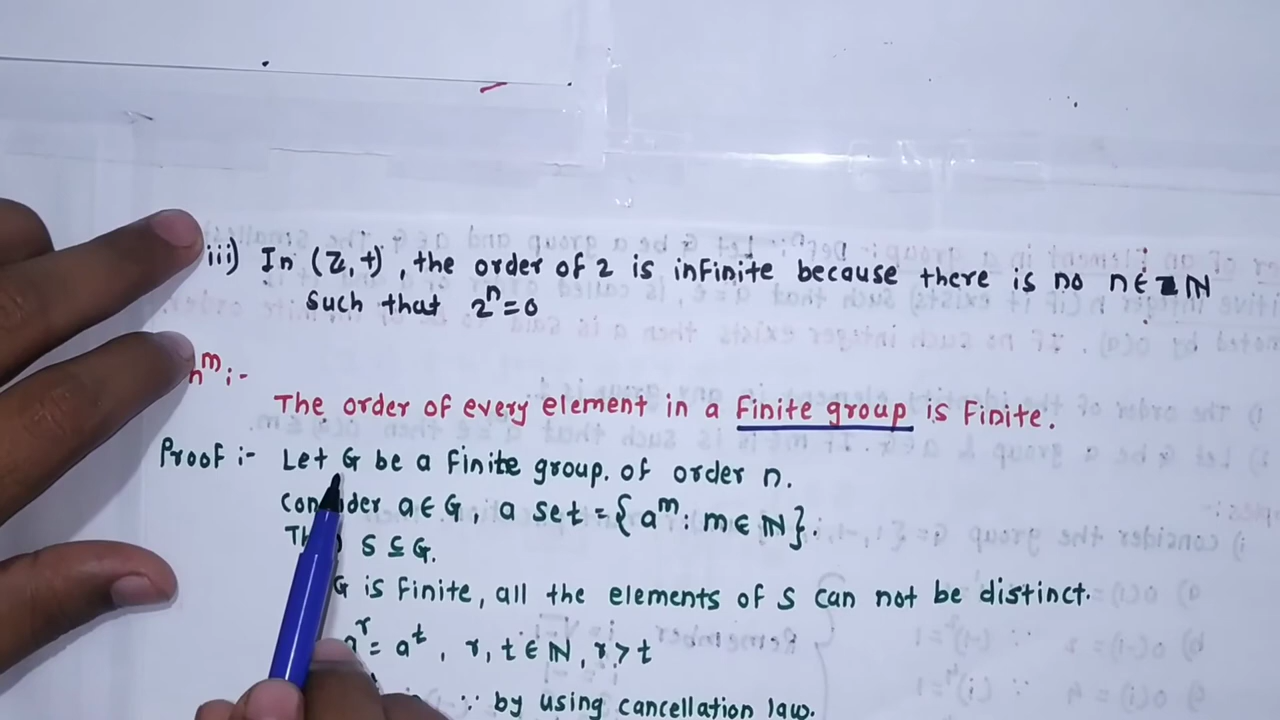 iii) In (Z,+), the order of 2 is infinite because there is no n∈ℕ
such that 2ⁿ=0
:-
The order of every element in a Finite group is Finite.
Proof :- Let G be a finite group. of order n.
a∈G, a set = {aᵐ : m∈ℕ}.
S⊆G.
G is Finite, all the elements of S can not be distinct.
aʳ = aᵗ, r, t∈ℕ, r>t
∵ by using cancellation law.